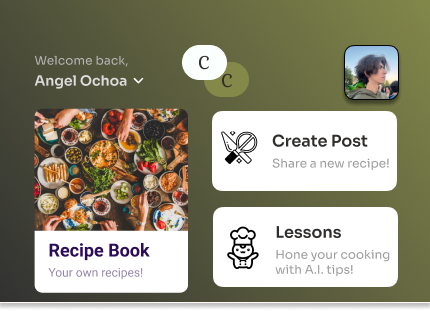 Welcome back,
Angel Ochoa
C
C
Create Post
Share a new recipe!
Recipe Book
Your own recipes!
Lessons
Hone your cooking
with A.I. tips!